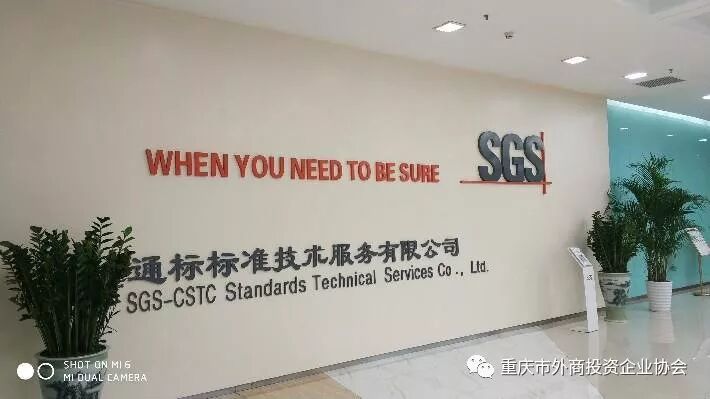 WHEN YOU NEED TO BE SURE
SGS
通标标准技术服务有限公司
SGS-CSTC Standards Technical Services Co., Ltd.
SHOT ON MI 6
MI DUAL CAMERA
重庆市外商投资企业协会